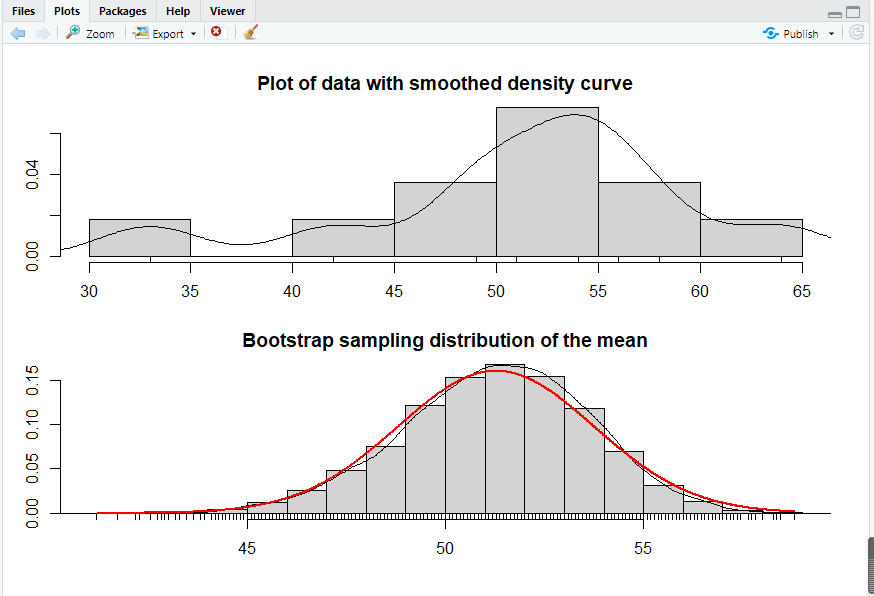 Files Plots Packages Help Viewer
Zoom Export Publish
Plot of data with smoothed density curve
0.04
0.00
30 35 40 45 50 55 60 65
Bootstrap sampling distribution of the mean
0.15
0.10
0.05
0.00
45 50 55